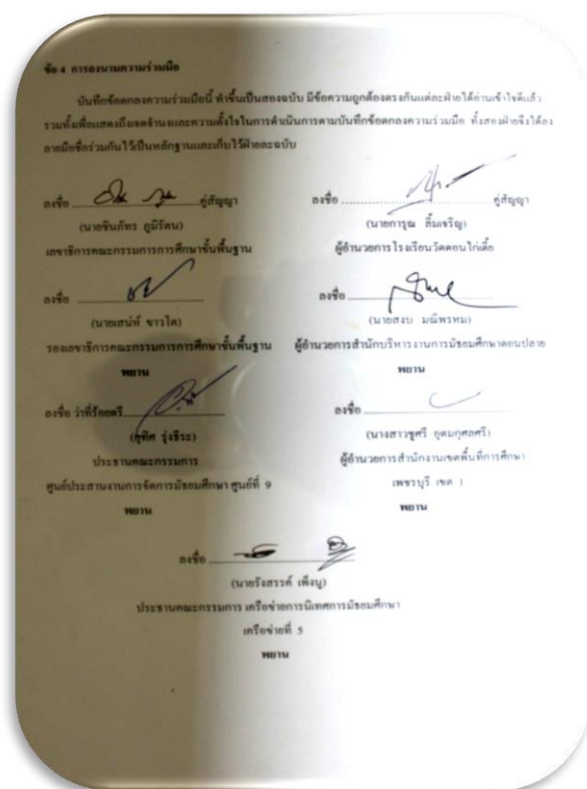 ข้อ 4 การลงนามความร่วมมือ
บันทึกข้อตกลงความร่วมมือนี้ ทำขึ้นเป็นสองฉบับ มีข้อความถูกต้องตรงกันแต่ละฝ่ายได้อ่านเข้าใจดีแล้ว
รวมทั้งเพื่อแสดงถึงเจตจำนงและความตั้งใจในการดำเนินการตามบันทึกข้อตกลงความร่วมมือ ทั้งสองฝ่ายจึงได้ลง
ลายมือชื่อร่วมกันไว้เป็นหลักฐานและเก็บไว้ฝ่ายละฉบับ
ลงชื่อ คู่สัญญา
(นายชินภัทร ภูมิรัตน)
เลขาธิการคณะกรรมการการศึกษาขั้นพื้นฐาน
ลงชื่อ คู่สัญญา
(นายการุณ ลิ้มเจริญ)
ผู้อำนวยการโรงเรียนวัดดอนไก่เตี้ย
ลงชื่อ
(นายเสน่ห์ ขาวโต)
รองเลขาธิการคณะกรรมการการศึกษาขั้นพื้นฐาน
พยาน
ลงชื่อ
(นายสงบ มณีพรหม)
ผู้อำนวยการสำนักบริหารงานการมัธยมศึกษาตอนปลาย
พยาน
ลงชื่อ ว่าที่ร้อยตรี
(สุทิศ รุ่งธีระ)
ประธานคณะกรรมการ
ศูนย์ประสานงานการจัดการมัธยมศึกษา ศูนย์ที่ 9
พยาน
ลงชื่อ
(นางสาวชูศรี อุดมกุศลศรี)
ผู้อำนวยการสำนักงานเขตพื้นที่การศึกษา
เพชรบุรี เขต 1
พยาน
ลงชื่อ
(นายรังสรรค์ เพ็งนู)
ประธานคณะกรรมการ เครือข่ายการนิเทศการมัธยมศึกษา
เครือข่ายที่ 5
พยาน